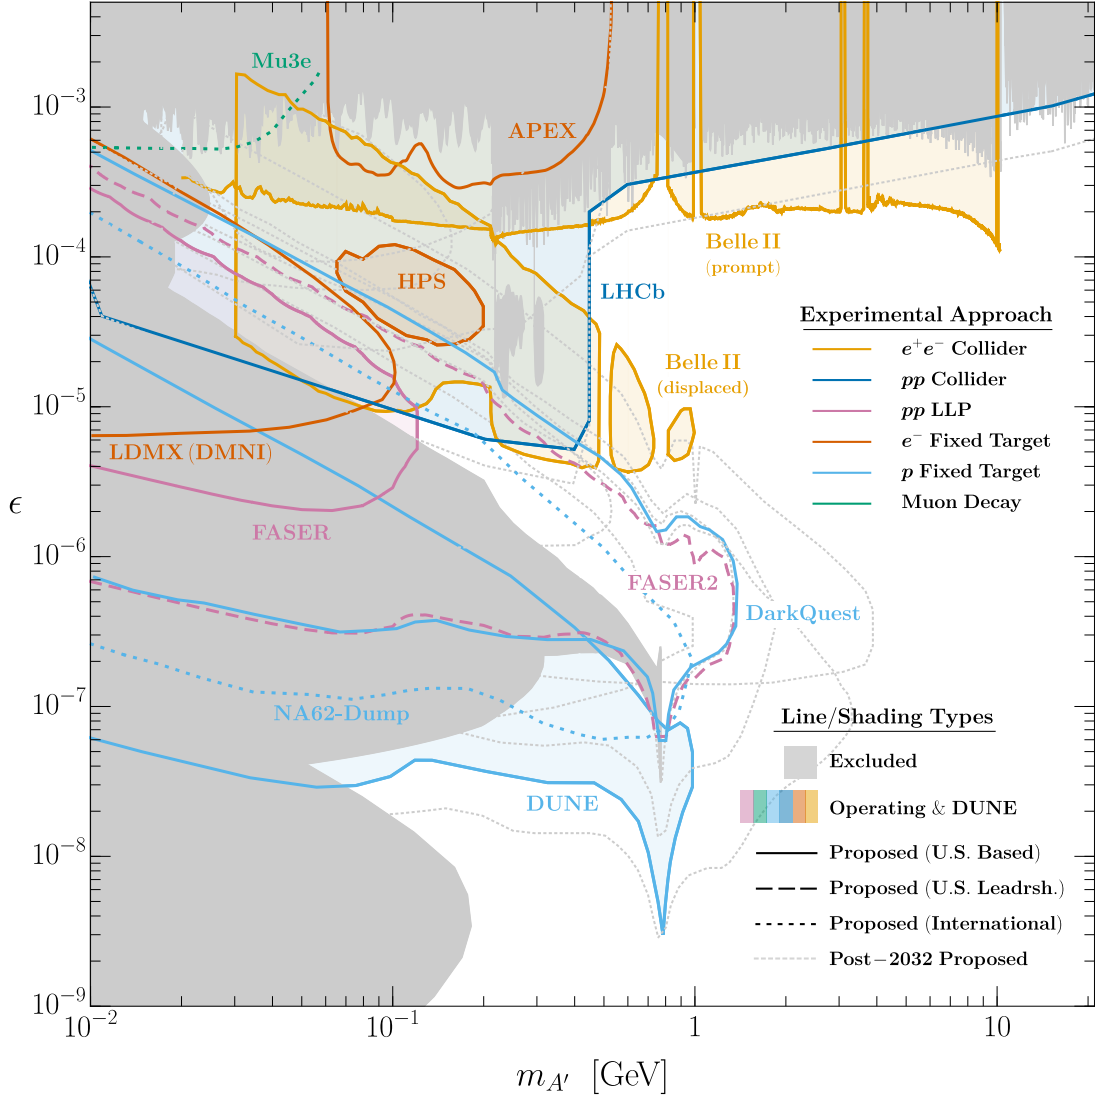 Mu3e
APEX
HPS
LHCb
Belle II
(prompt)
Belle II
(displaced)
LDMX (DMNI)
FASER
FASER2
DarkQuest
NA62-Dump
DUNE
Experimental Approach
e⁺e⁻ Collider
pp Collider
pp LLP
e⁻ Fixed Target
p Fixed Target
Muon Decay
Line/Shading Types
Excluded
Operating & DUNE
Proposed (U.S. Based)
Proposed (U.S. Leadrsh.)
Proposed (International)
Post−2032 Proposed
10⁻³
10⁻⁴
10⁻⁵
10⁻⁶
10⁻⁷
10⁻⁸
10⁻⁹
ϵ
10⁻² 10⁻¹ 1 10
m_A′ [GeV]